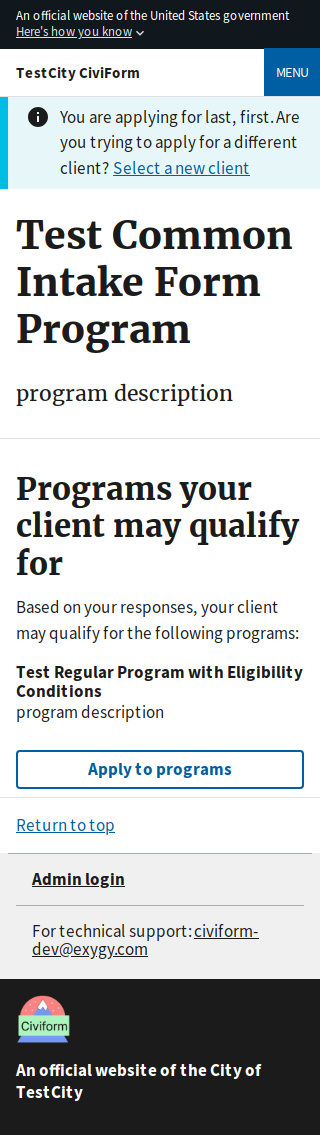 An official website of the United States government
Here's how you know
TestCity CiviForm
MENU
You are applying for last, first. Are
you trying to apply for a different
client? Select a new client
Test Common
Intake Form
Program
program description
Programs your
client may qualify
for
Based on your responses, your client
may qualify for the following programs:
Test Regular Program with Eligibility
Conditions
program description
Apply to programs
Return to top
Admin login
For technical support: civiform-
dev@exygy.com
Civiform
An official website of the City of
TestCity